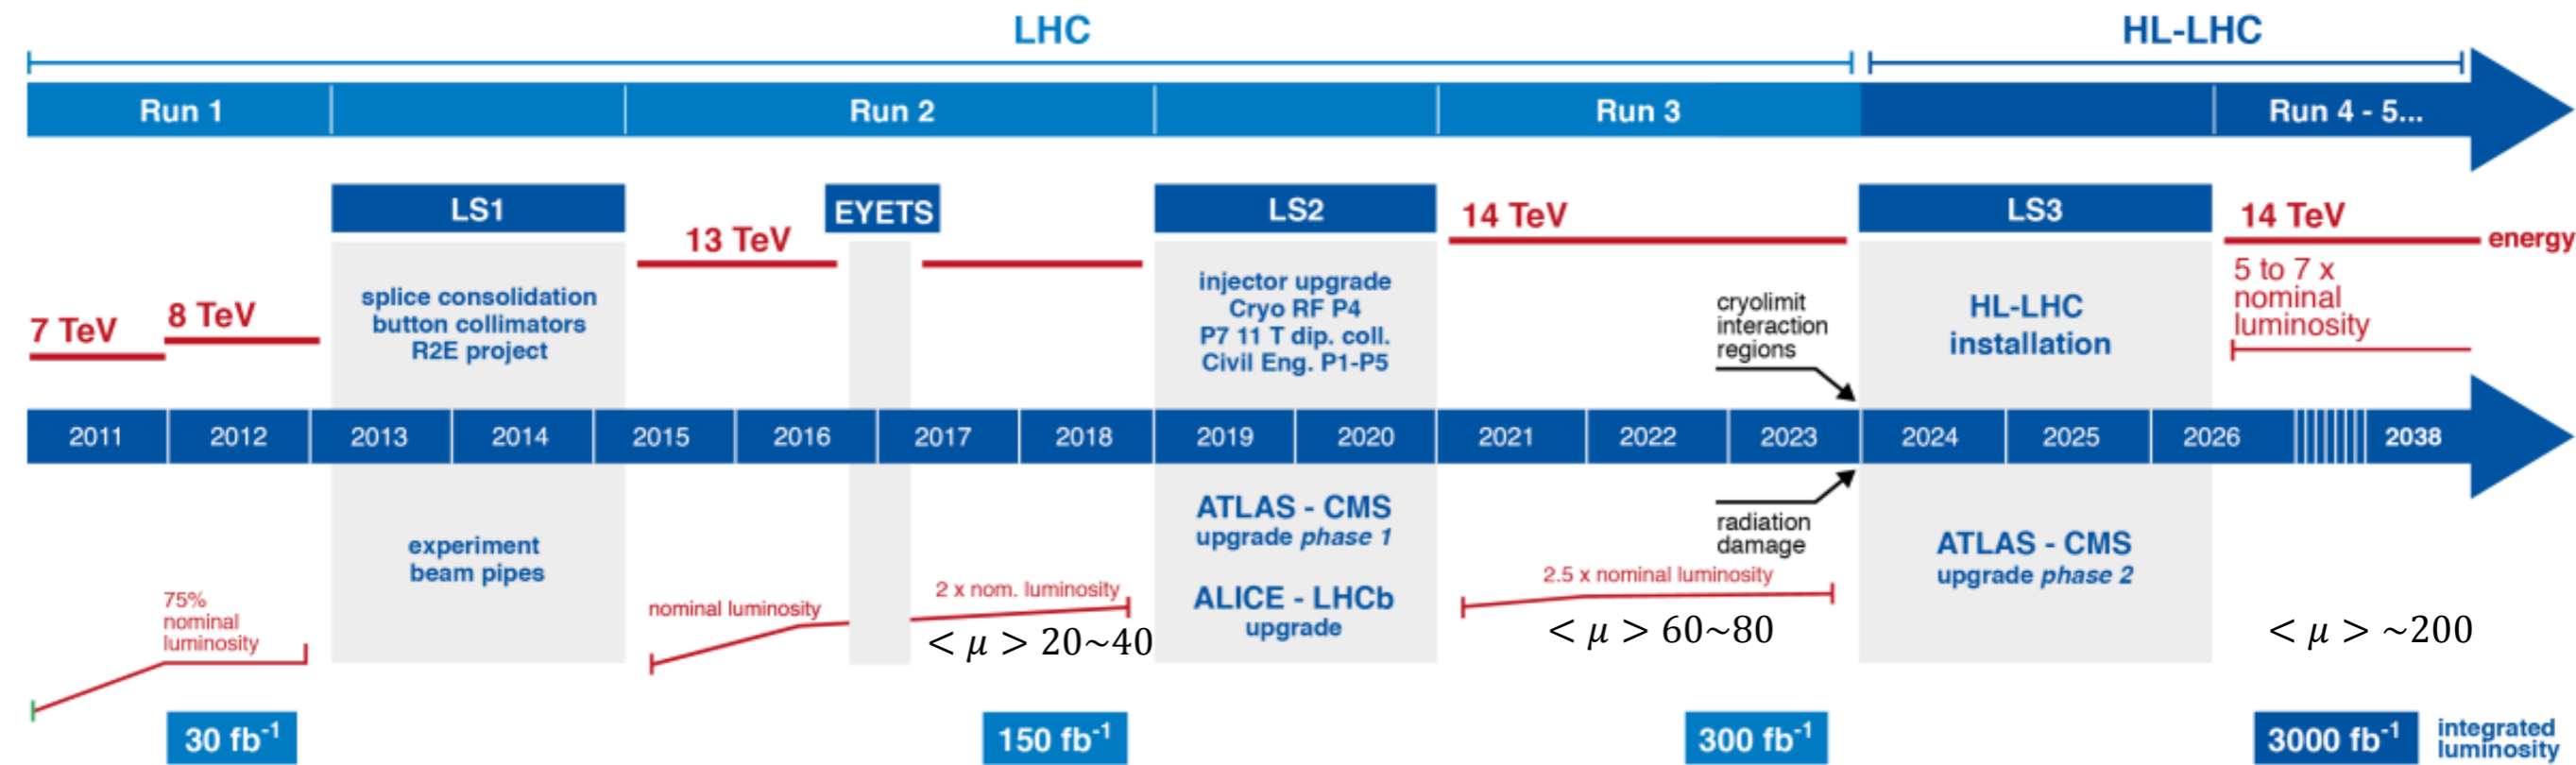 LHC
HL-LHC
Run 1
Run 2
Run 3
Run 4 - 5...
LS1
EYETS
LS2
LS3
14 TeV
14 TeV
13 TeV
energy
splice consolidation
button collimators
R2E project
injector upgrade
Cryo RF P4
P7 11 T dip. coll.
Civil Eng. P1-P5
cryolimit
interaction
regions
HL-LHC
installation
5 to 7 x
nominal
luminosity
7 TeV
8 TeV
2011
2012
2013
2014
2015
2016
2017
2018
2019
2020
2021
2022
2023
2024
2025
2026
2038
experiment
beam pipes
ATLAS - CMS
upgrade phase 1
ALICE - LHCb
upgrade
radiation
damage
ATLAS - CMS
upgrade phase 2
75%
nominal
luminosity
nominal luminosity
2 x nom. luminosity
2.5 x nominal luminosity
< μ > 20~40
< μ > 60~80
< μ > ~200
30 fb⁻¹
150 fb⁻¹
300 fb⁻¹
3000 fb⁻¹
integrated
luminosity